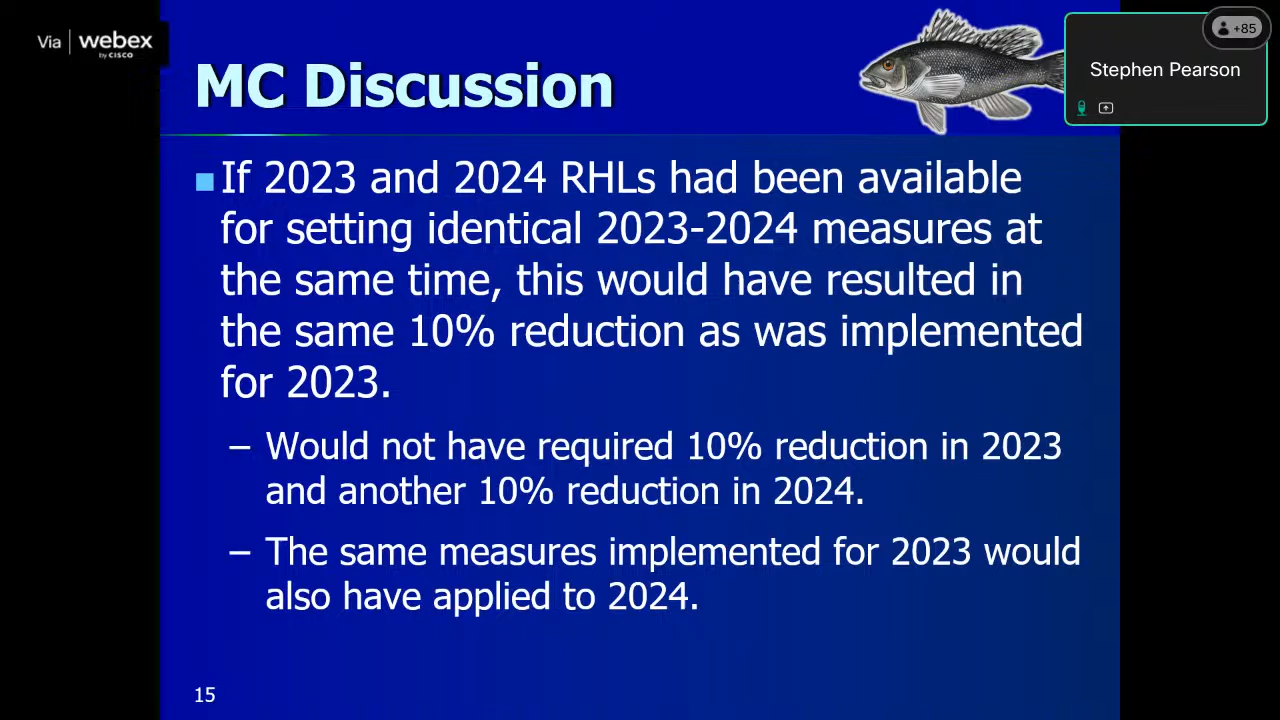 Via webex
by CISCO
+85
Stephen Pearson
MC Discussion
If 2023 and 2024 RHLs had been available
for setting identical 2023-2024 measures at
the same time, this would have resulted in
the same 10% reduction as was implemented
for 2023.
– Would not have required 10% reduction in 2023
and another 10% reduction in 2024.
– The same measures implemented for 2023 would
also have applied to 2024.
15